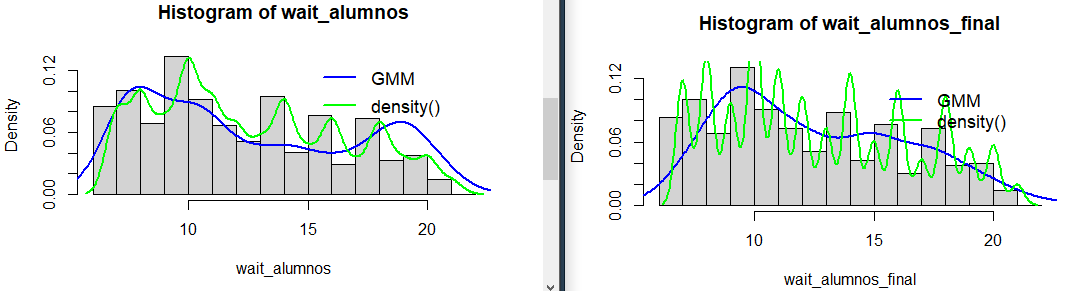 Histogram of wait_alumnos
Density
0.00 0.06 0.12
GMM
density()
10 15 20
wait_alumnos
Histogram of wait_alumnos_final
Density
0.00 0.06 0.12
GMM
density()
10 15 20
wait_alumnos_final